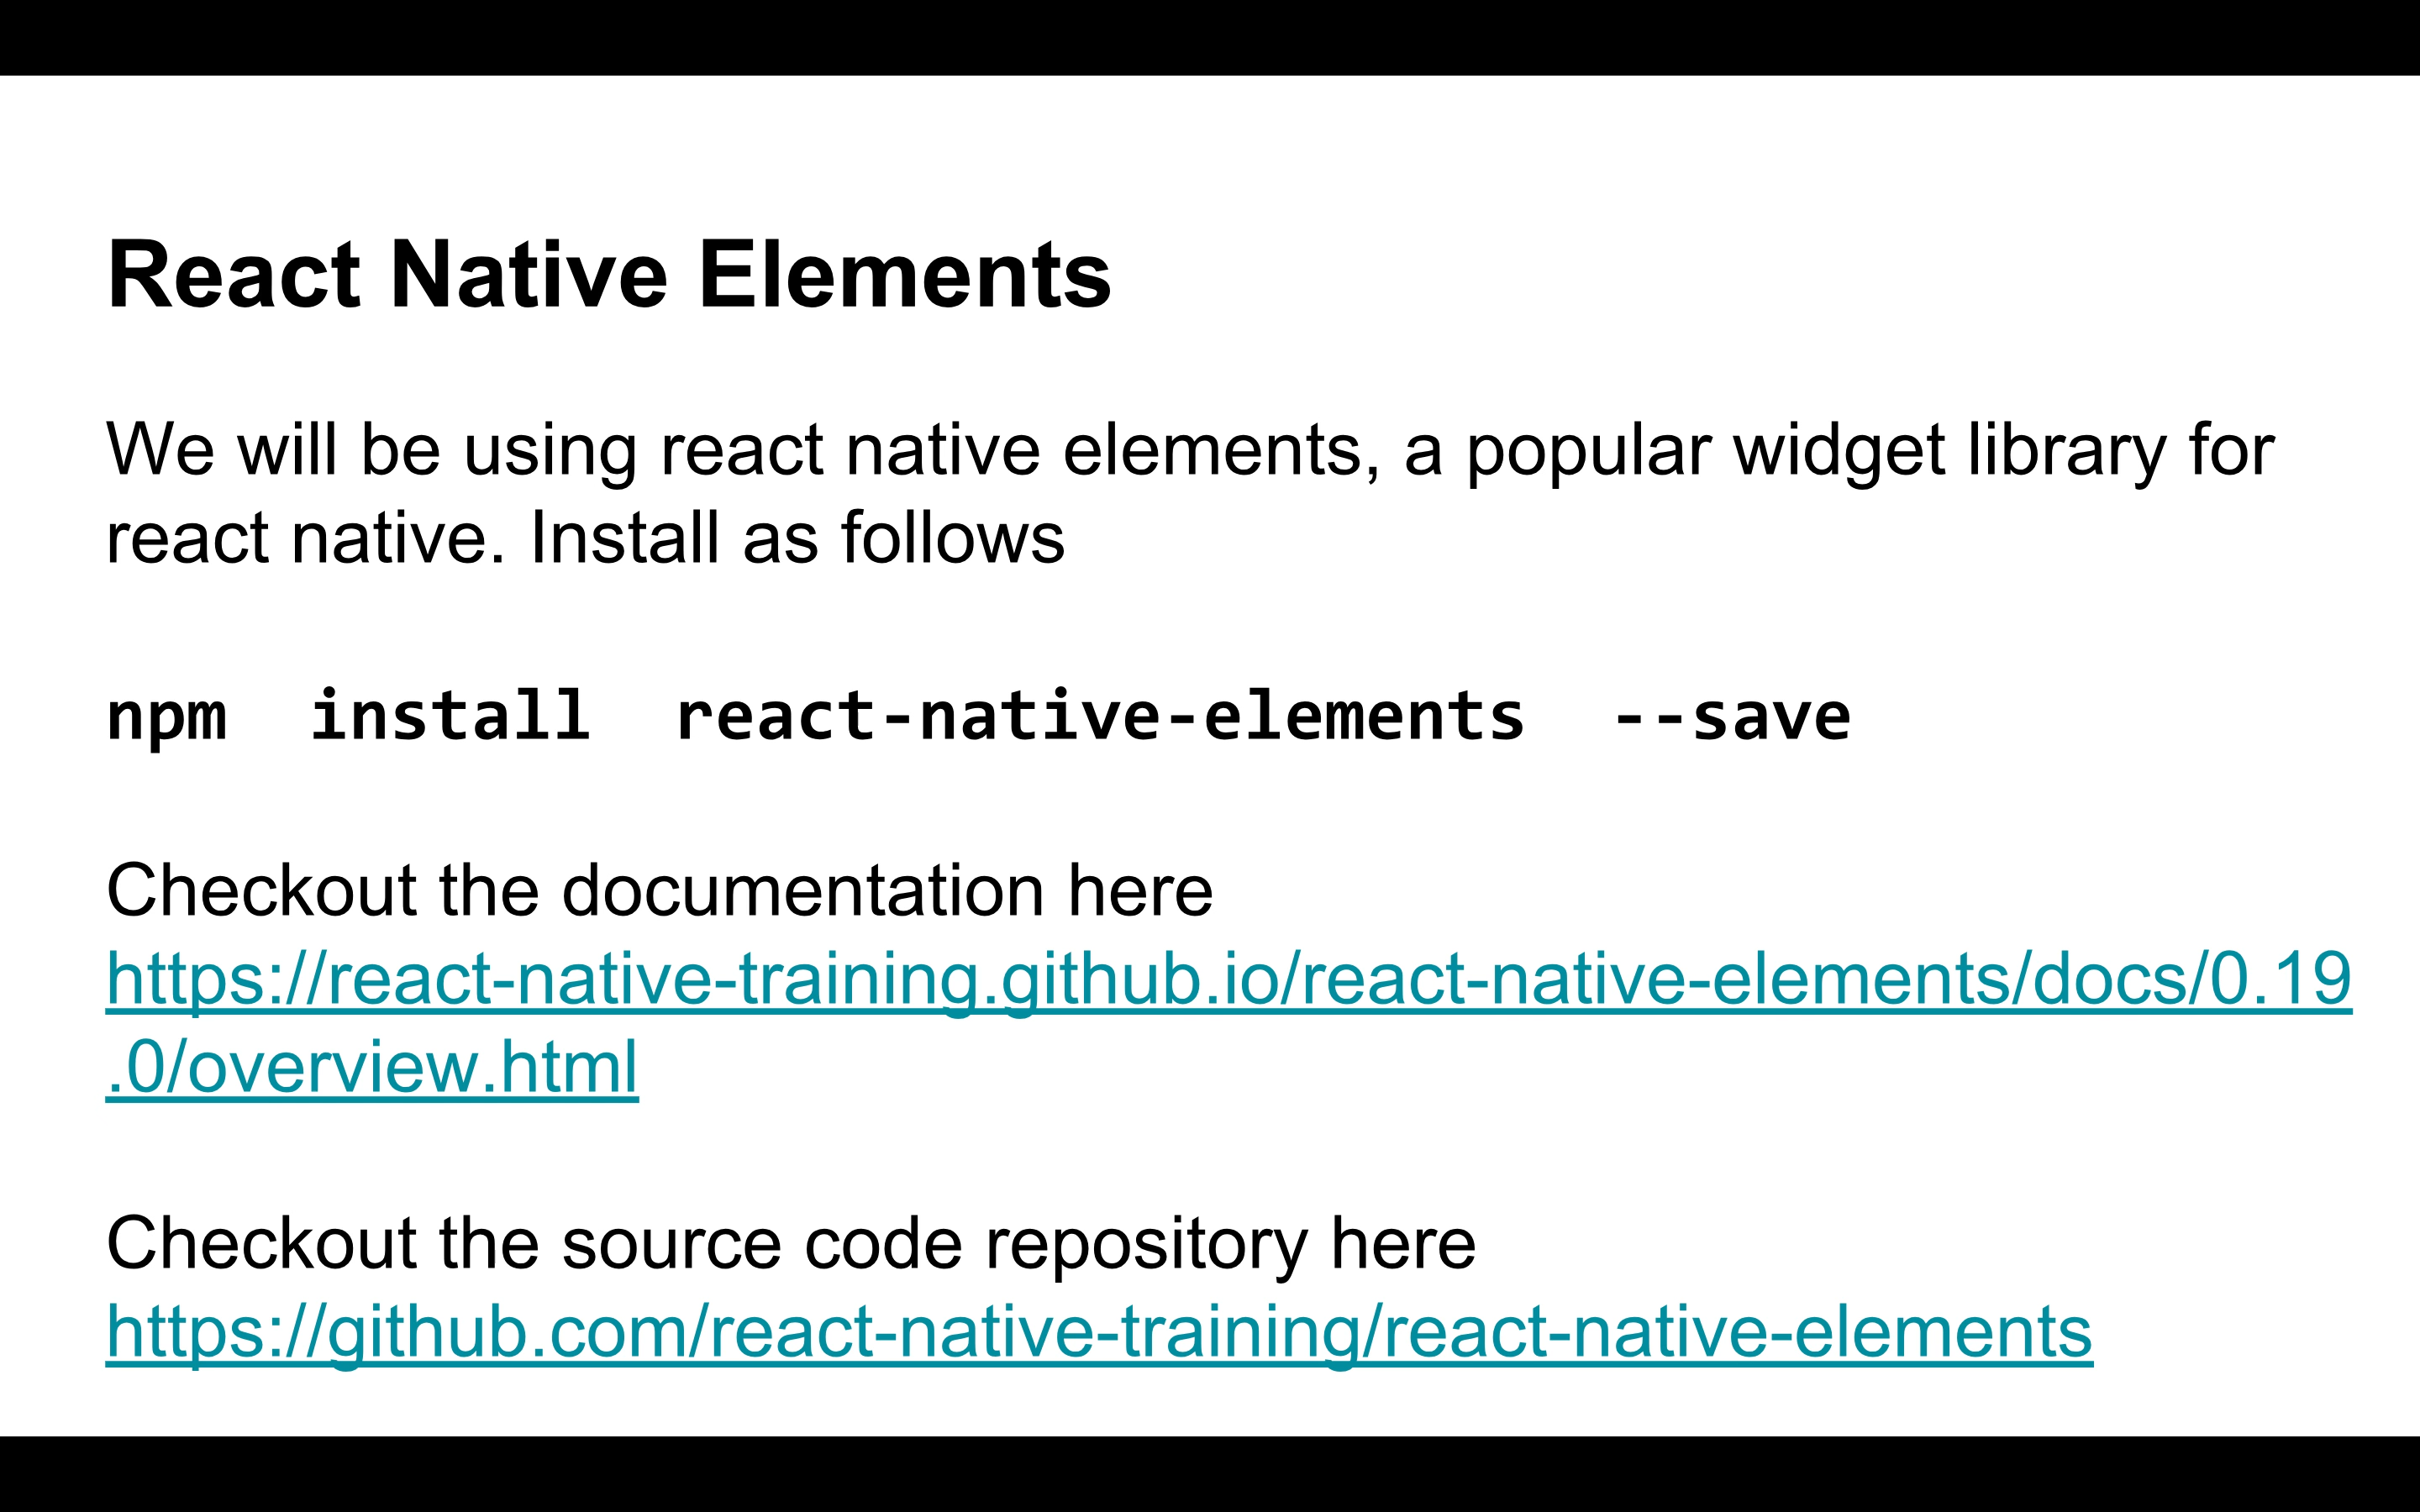 React Native Elements
We will be using react native elements, a popular widget library for
react native. Install as follows
npm install react-native-elements --save
Checkout the documentation here
https://react-native-training.github.io/react-native-elements/docs/0.19
.0/overview.html
Checkout the source code repository here
https://github.com/react-native-training/react-native-elements